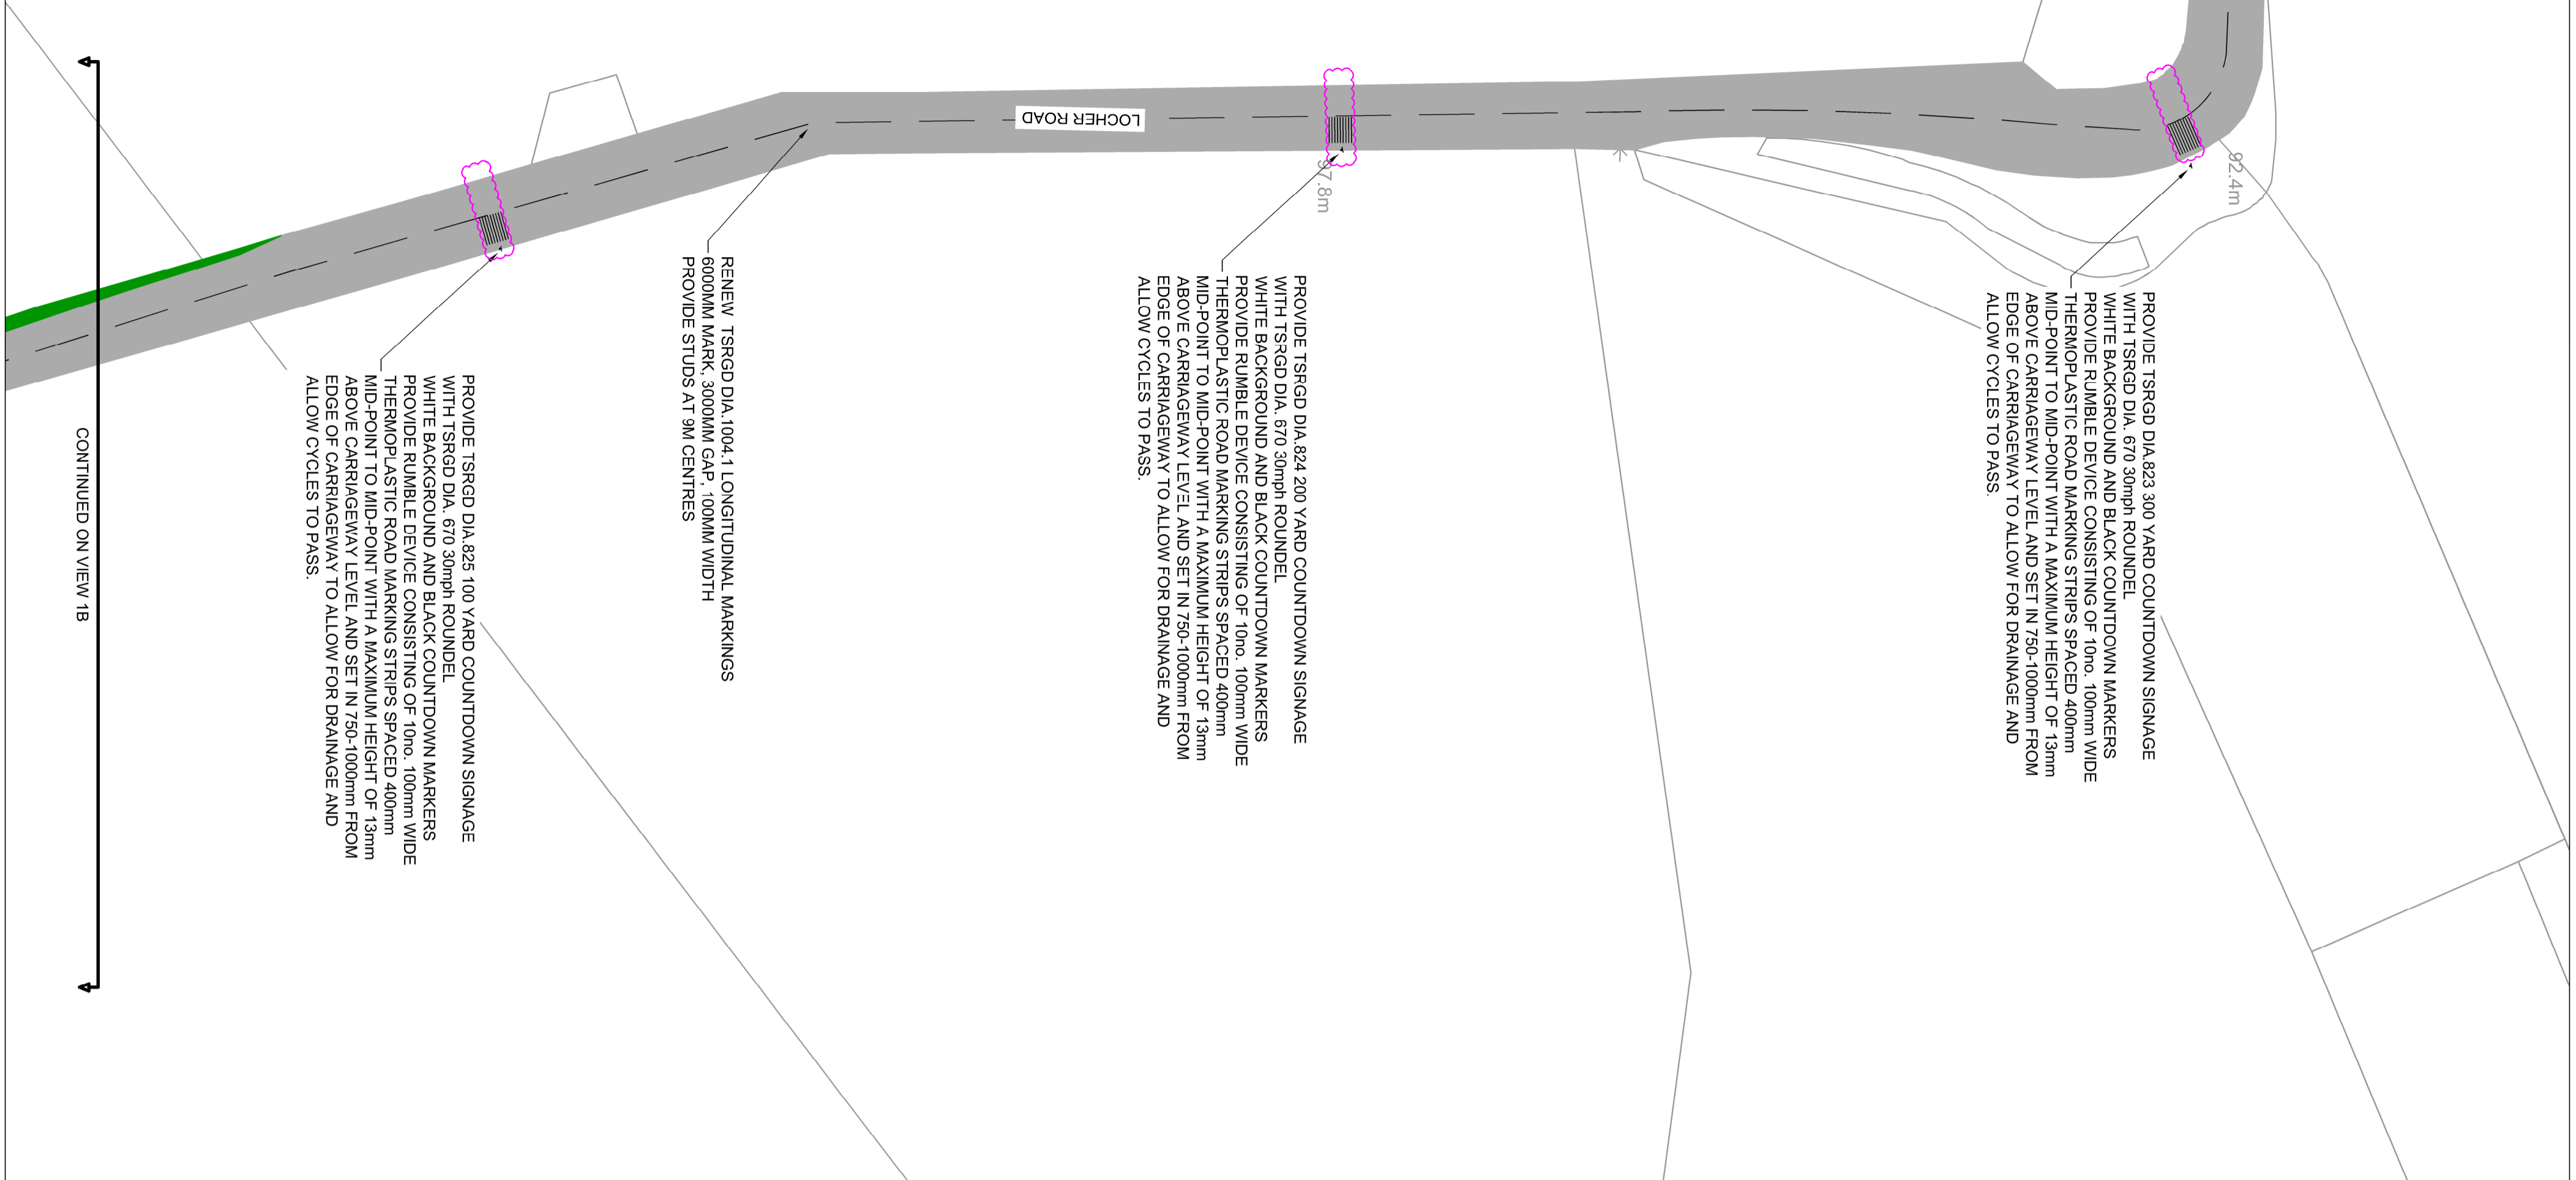 LOCHER ROAD
97.8m
92.4m
PROVIDE TSRGD DIA.823 300 YARD COUNTDOWN SIGNAGE
WITH TSRGD DIA. 670 30mph ROUNDEL
WHITE BACKGROUND AND BLACK COUNTDOWN MARKERS
PROVIDE RUMBLE DEVICE CONSISTING OF 10no. 100mm WIDE
THERMOPLASTIC ROAD MARKING STRIPS SPACED 400mm
MID-POINT TO MID-POINT WITH A MAXIMUM HEIGHT OF 13mm
ABOVE CARRIAGEWAY LEVEL AND SET IN 750-1000mm FROM
EDGE OF CARRIAGEWAY TO ALLOW FOR DRAINAGE AND
ALLOW CYCLES TO PASS.
PROVIDE TSRGD DIA.824 200 YARD COUNTDOWN SIGNAGE
WITH TSRGD DIA. 670 30mph ROUNDEL
WHITE BACKGROUND AND BLACK COUNTDOWN MARKERS
PROVIDE RUMBLE DEVICE CONSISTING OF 10no. 100mm WIDE
THERMOPLASTIC ROAD MARKING STRIPS SPACED 400mm
MID-POINT TO MID-POINT WITH A MAXIMUM HEIGHT OF 13mm
ABOVE CARRIAGEWAY LEVEL AND SET IN 750-1000mm FROM
EDGE OF CARRIAGEWAY TO ALLOW FOR DRAINAGE AND
ALLOW CYCLES TO PASS.
RENEW TSRGD DIA.1004.1 LONGITUDINAL MARKINGS
6000MM MARK, 3000MM GAP, 100MM WIDTH
PROVIDE STUDS AT 9M CENTRES
PROVIDE TSRGD DIA.825 100 YARD COUNTDOWN SIGNAGE
WITH TSRGD DIA. 670 30mph ROUNDEL
WHITE BACKGROUND AND BLACK COUNTDOWN MARKERS
PROVIDE RUMBLE DEVICE CONSISTING OF 10no. 100mm WIDE
THERMOPLASTIC ROAD MARKING STRIPS SPACED 400mm
MID-POINT TO MID-POINT WITH A MAXIMUM HEIGHT OF 13mm
ABOVE CARRIAGEWAY LEVEL AND SET IN 750-1000mm FROM
EDGE OF CARRIAGEWAY TO ALLOW FOR DRAINAGE AND
ALLOW CYCLES TO PASS.
CONTINUED ON VIEW 1B